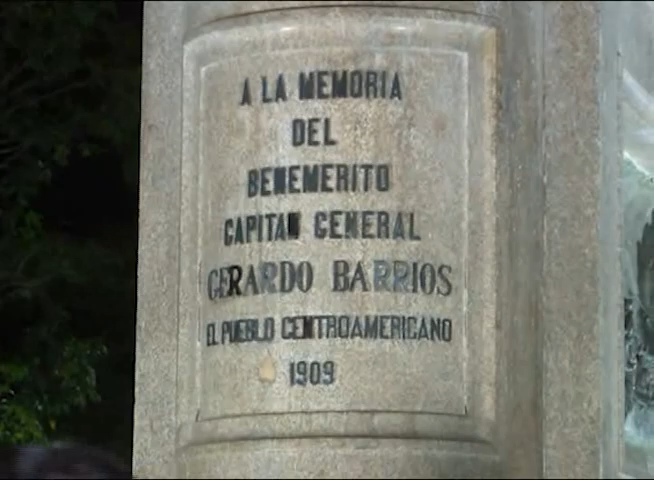 A LA MEMORIA
DEL
BENEMERITO
CAPITAN GENERAL
GERARDO BARRIOS
EL PUEBLO CENTROAMERICANO
1909